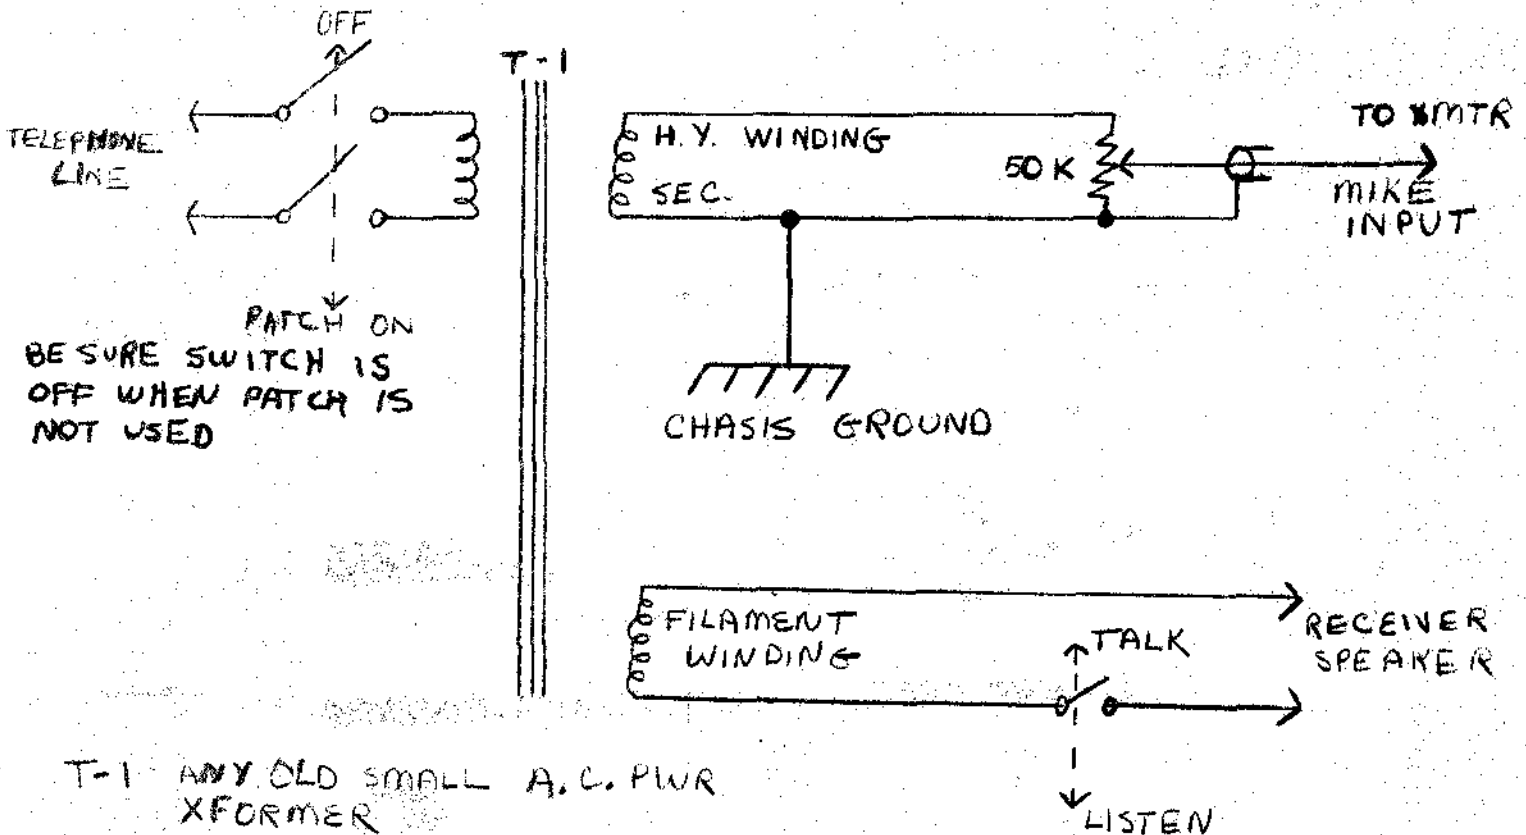 OFF
T-1
TELEPHONE
LINE
H.Y. WINDING
SEC.
50K
TO XMTR
MIKE
INPUT
PATCH ON
BE SURE SWITCH IS
OFF WHEN PATCH IS
NOT USED
CHASIS GROUND
FILAMENT
WINDING
TALK
RECEIVER
SPEAKER
LISTEN
T-1 ANY OLD SMALL A.C. PWR
XFORMER